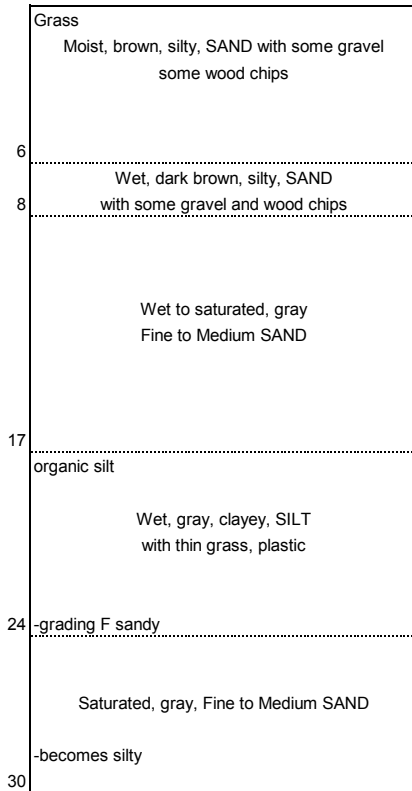 Grass
Moist, brown, silty, SAND with some gravel
some wood chips
6
Wet, dark brown, silty, SAND
8 with some gravel and wood chips
Wet to saturated, gray
Fine to Medium SAND
17
organic silt
Wet, gray, clayey, SILT
with thin grass, plastic
24 -grading F sandy
Saturated, gray, Fine to Medium SAND
-becomes silty
30